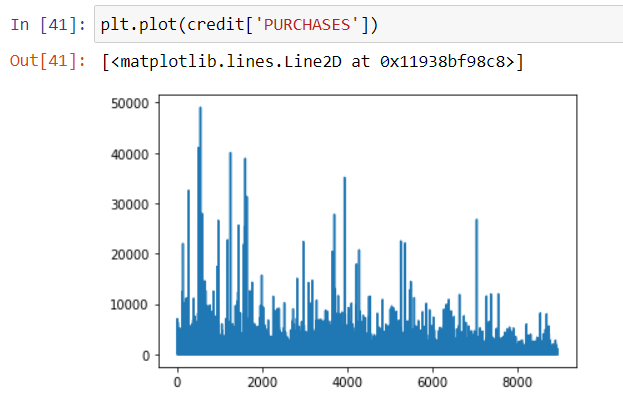 In [41]: plt.plot(credit['PURCHASES'])
Out[41]: [<matplotlib.lines.Line2D at 0x11938bf98c8>]
50000
40000
30000
20000
10000
0
0 2000 4000 6000 8000